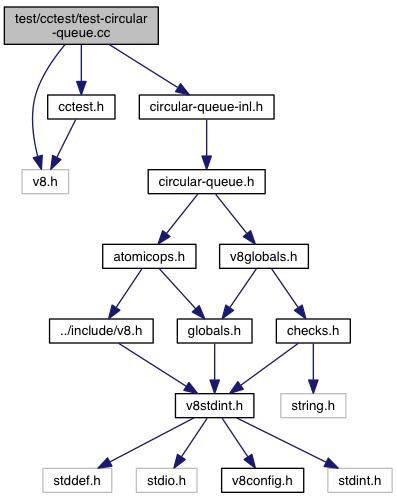 test/cctest/test-circular
-queue.cc
cctest.h
circular-queue-inl.h
v8.h
circular-queue.h
atomicops.h
v8globals.h
../include/v8.h
globals.h
checks.h
v8stdint.h
string.h
stddef.h
stdio.h
v8config.h
stdint.h